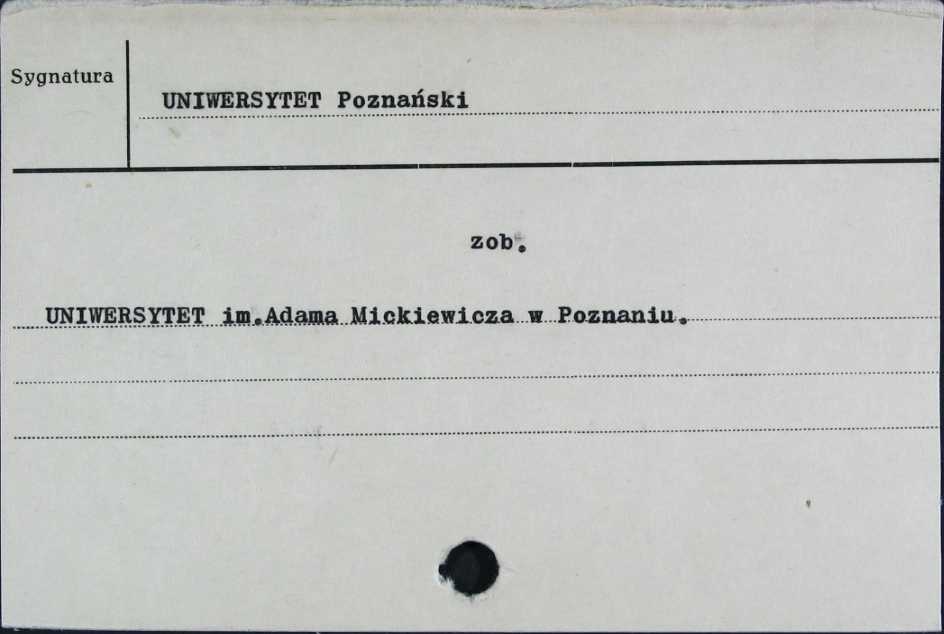 Sygnatura
UNIWERSYTET Poznański
zob.
UNIWERSYTET im.Adama Mickiewicza w Poznaniu.